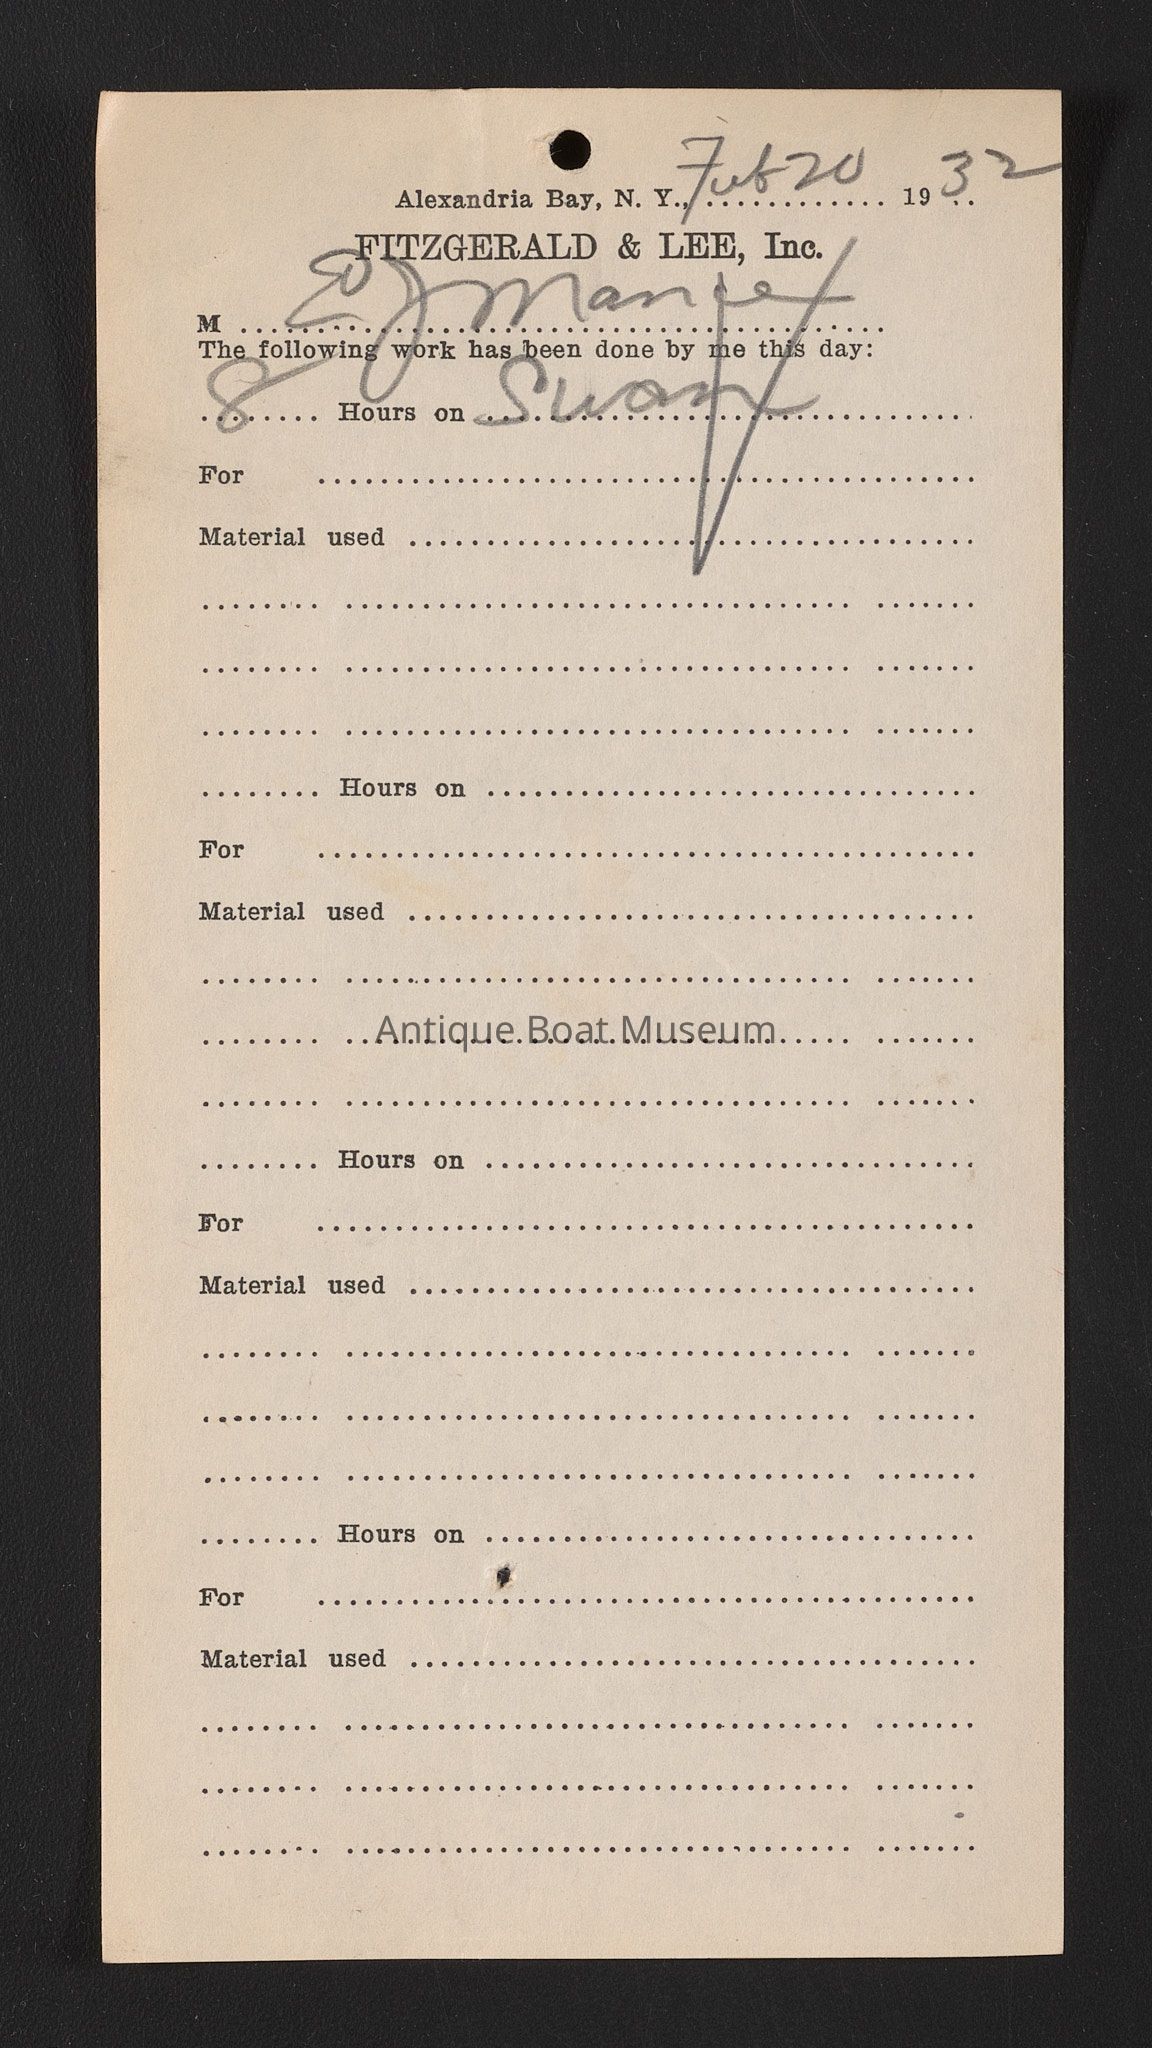 Alexandria Bay, N. Y., Feb 20 1932
FITZGERALD & LEE, Inc.
M Ed J
The following work has been done by me this day:
8 Hours on Swan
For
Material used
Hours on
For
Material used
Antique Boat Museum
Hours on
For
Material used
Hours on
For
Material used